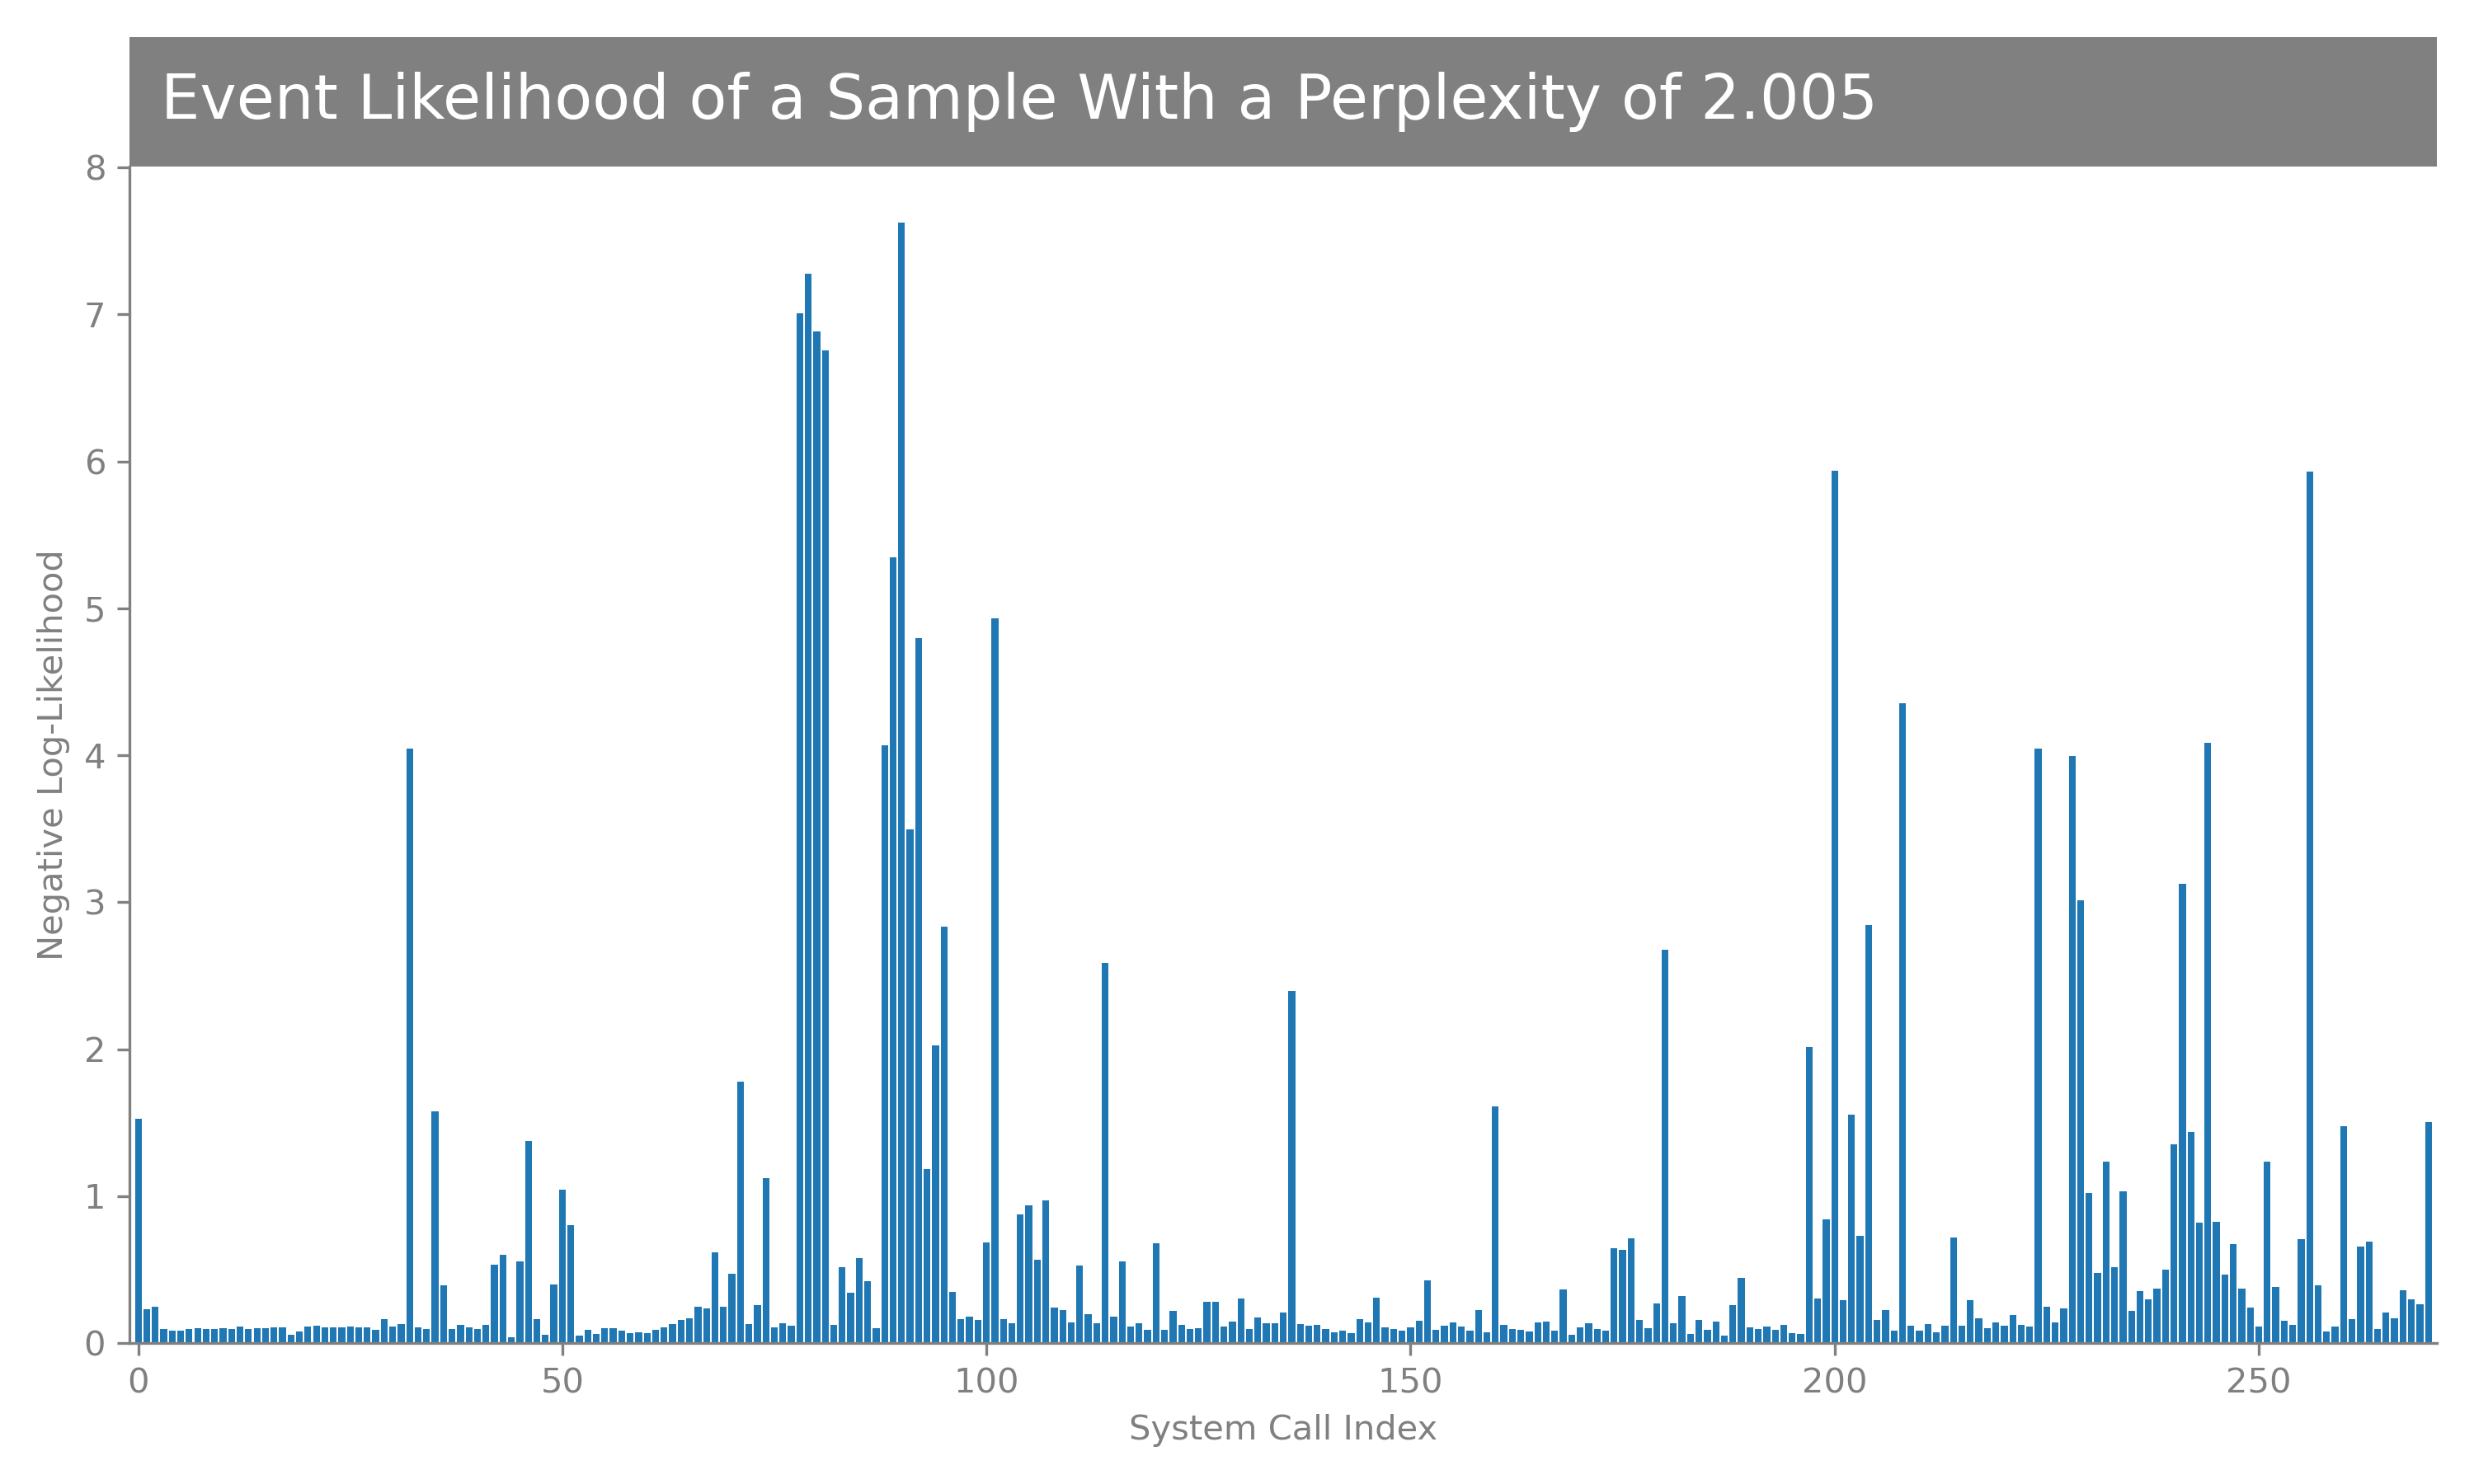 Event Likelihood of a Sample With a Perplexity of 2.005
8
7
6
5
4
3
2
1
0
Negative Log-Likelihood
0 50 100 150 200 250
System Call Index